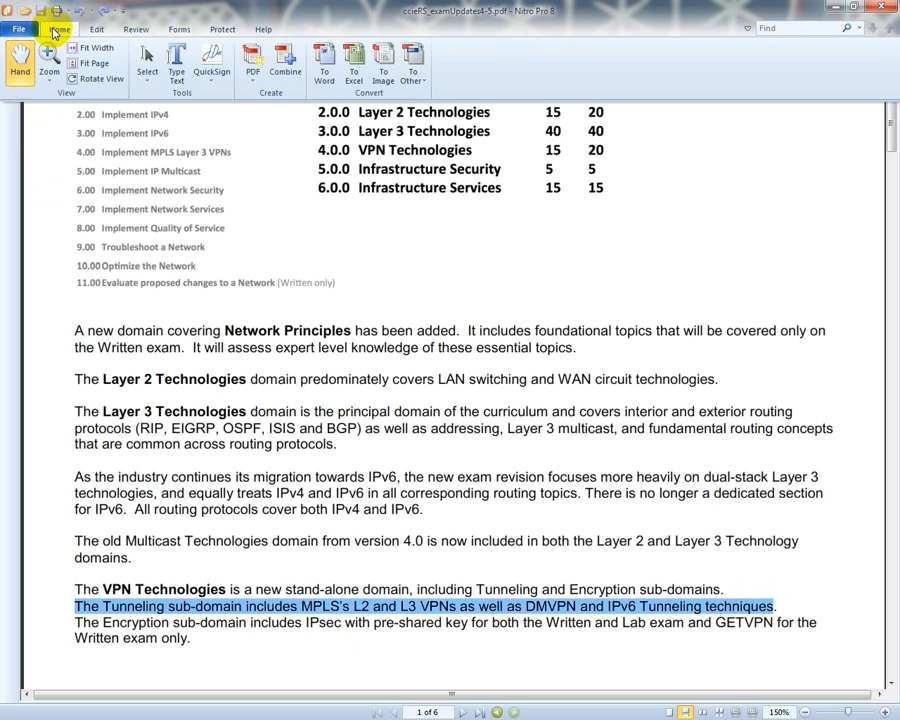 ccieRS_examUpdates4-5.pdf - Nitro Pro 8
File Home Edit Review Forms Protect Help Find
Hand Zoom Fit Width Fit Page Rotate View Select Type Text QuickSign PDF Combine To Word To Excel To Image To Other
View Tools Create Convert
2.00 Implement IPv4
3.00 Implement IPv6
4.00 Implement MPLS Layer 3 VPNs
5.00 Implement IP Multicast
6.00 Implement Network Security
7.00 Implement Network Services
8.00 Implement Quality of Service
9.00 Troubleshoot a Network
10.00 Optimize the Network
11.00 Evaluate proposed changes to a Network (Written only)
2.0.0 Layer 2 Technologies 15 20
3.0.0 Layer 3 Technologies 40 40
4.0.0 VPN Technologies 15 20
5.0.0 Infrastructure Security 5 5
6.0.0 Infrastructure Services 15 15
A new domain covering Network Principles has been added. It includes foundational topics that will be covered only on
the Written exam. It will assess expert level knowledge of these essential topics.
The Layer 2 Technologies domain predominately covers LAN switching and WAN circuit technologies.
The Layer 3 Technologies domain is the principal domain of the curriculum and covers interior and exterior routing
protocols (RIP, EIGRP, OSPF, ISIS and BGP) as well as addressing, Layer 3 multicast, and fundamental routing concepts
that are common across routing protocols.
As the industry continues its migration towards IPv6, the new exam revision focuses more heavily on dual-stack Layer 3
technologies, and equally treats IPv4 and IPv6 in all corresponding routing topics. There is no longer a dedicated section
for IPv6. All routing protocols cover both IPv4 and IPv6.
The old Multicast Technologies domain from version 4.0 is now included in both the Layer 2 and Layer 3 Technology
domains.
The VPN Technologies is a new stand-alone domain, including Tunneling and Encryption sub-domains.
The Tunneling sub-domain includes MPLS's L2 and L3 VPNs as well as DMVPN and IPv6 Tunneling techniques.
The Encryption sub-domain includes IPsec with pre-shared key for both the Written and Lab exam and GETVPN for the
Written exam only.
1 of 6
150%